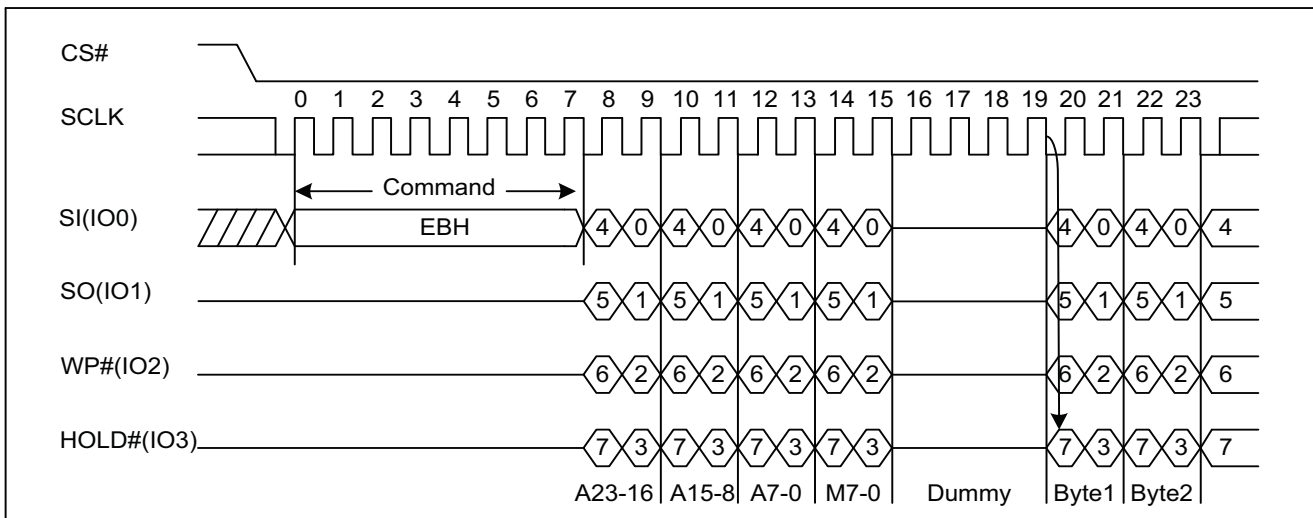 CS#
0 1 2 3 4 5 6 7 8 9 10 11 12 13 14 15 16 17 18 19 20 21 22 23
SCLK
Command
SI(IO0) EBH 4 0 4 0 4 0 4 0 4 0 4 0 4
SO(IO1) 5 1 5 1 5 1 5 1 5 1 5 1 5
WP#(IO2) 6 2 6 2 6 2 6 2 6 2 6 2 6
HOLD#(IO3) 7 3 7 3 7 3 7 3 7 3 7 3 7
A23-16 A15-8 A7-0 M7-0 Dummy Byte1 Byte2